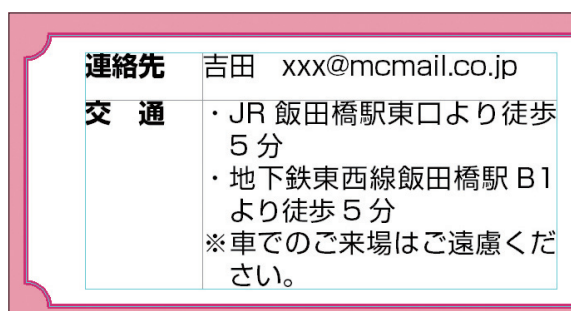 連絡先 吉田　xxx@mcmail.co.jp
交　通 ・JR 飯田橋駅東口より徒歩
5 分
・地下鉄東西線飯田橋駅 B1
より徒歩 5 分
※車でのご来場はご遠慮くだ
さい。